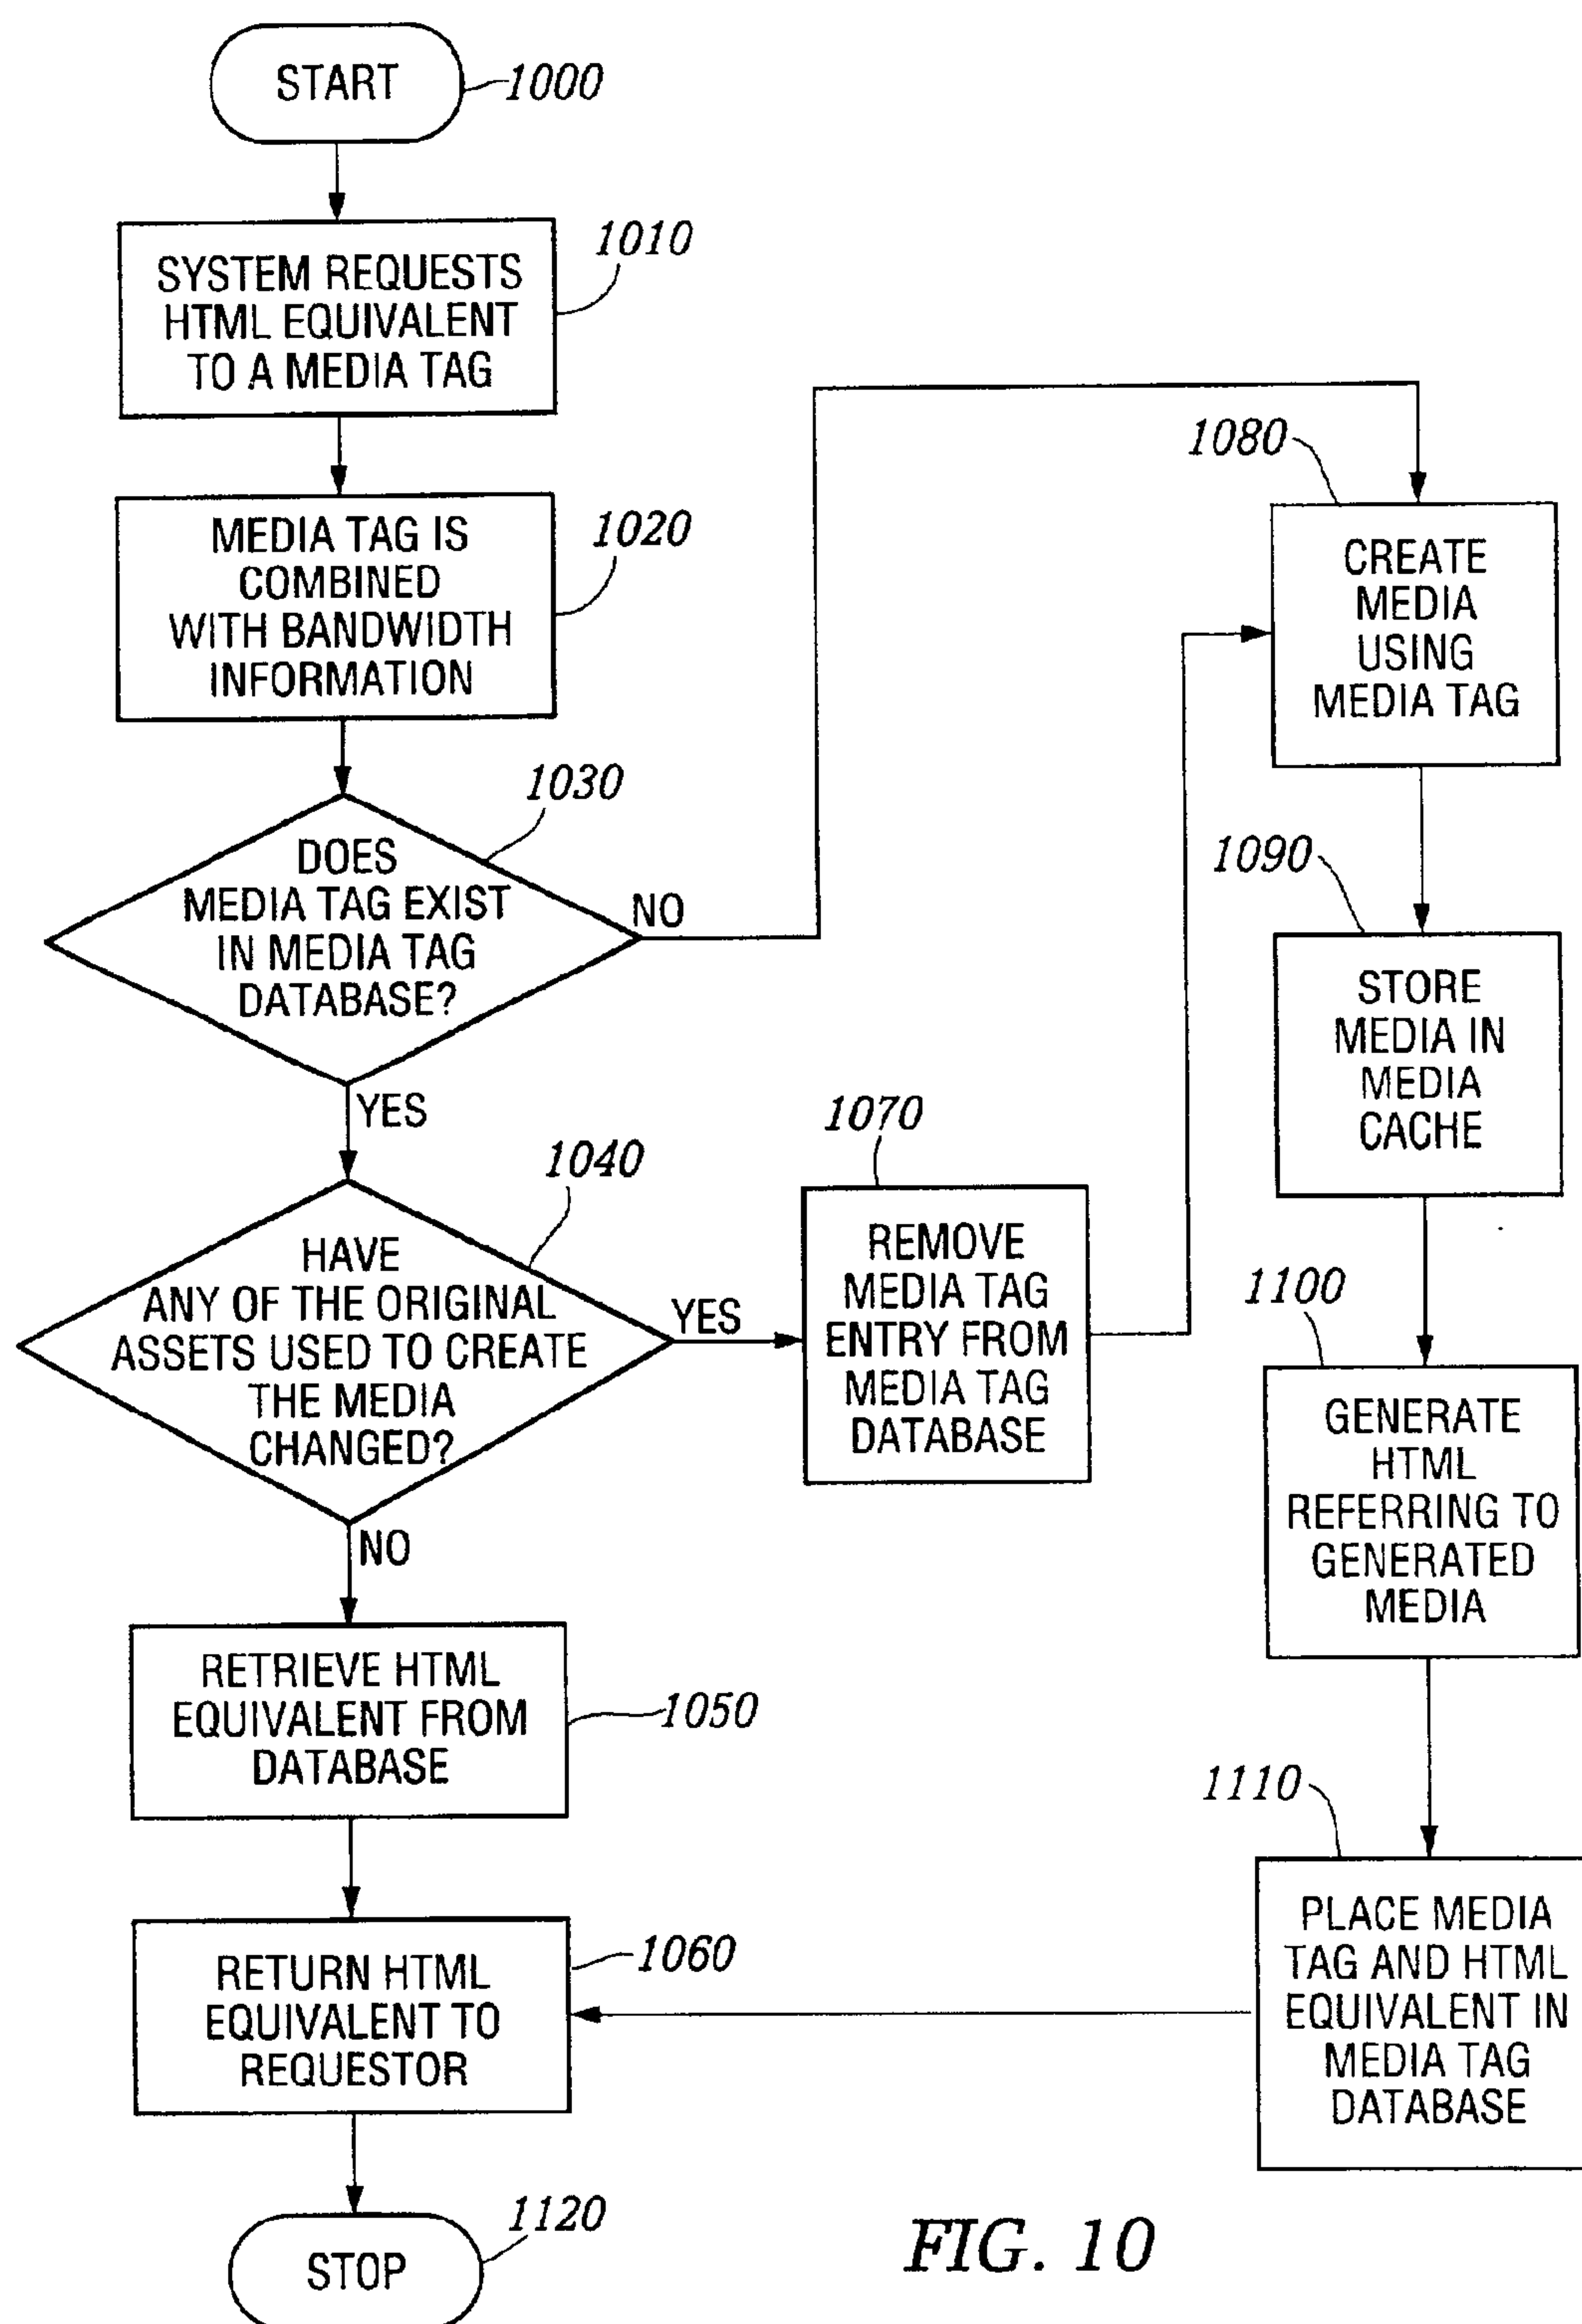 START
1000
SYSTEM REQUESTS
HTML EQUIVALENT
TO A MEDIA TAG
1010
MEDIA TAG IS
COMBINED
WITH BANDWIDTH
INFORMATION
1020
DOES
MEDIA TAG EXIST
IN MEDIA TAG
DATABASE?
1030
NO
YES
HAVE
ANY OF THE ORIGINAL
ASSETS USED TO CREATE
THE MEDIA
CHANGED?
1040
YES
NO
RETRIEVE HTML
EQUIVALENT FROM
DATABASE
1050
RETURN HTML
EQUIVALENT TO
REQUESTOR
1060
STOP
1120
1070
REMOVE
MEDIA TAG
ENTRY FROM
MEDIA TAG
DATABASE
1080
CREATE
MEDIA
USING
MEDIA TAG
1090
STORE
MEDIA IN
MEDIA
CACHE
1100
GENERATE
HTML
REFERRING TO
GENERATED
MEDIA
1110
PLACE MEDIA
TAG AND HTML
EQUIVALENT IN
MEDIA TAG
DATABASE
FIG. 10